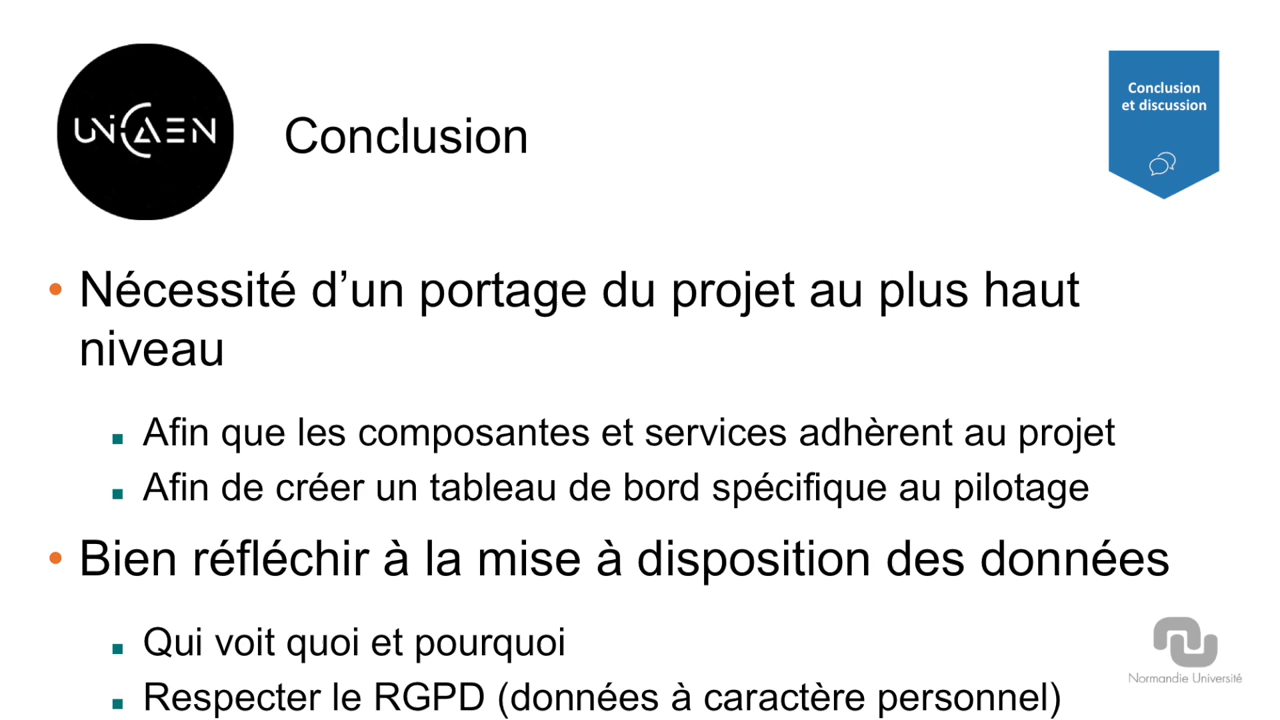 UNICAEN
Conclusion
Conclusion
et discussion
• Nécessité d’un portage du projet au plus haut
niveau
▪ Afin que les composantes et services adhèrent au projet
▪ Afin de créer un tableau de bord spécifique au pilotage
• Bien réfléchir à la mise à disposition des données
▪ Qui voit quoi et pourquoi
▪ Respecter le RGPD (données à caractère personnel)
Normandie Université